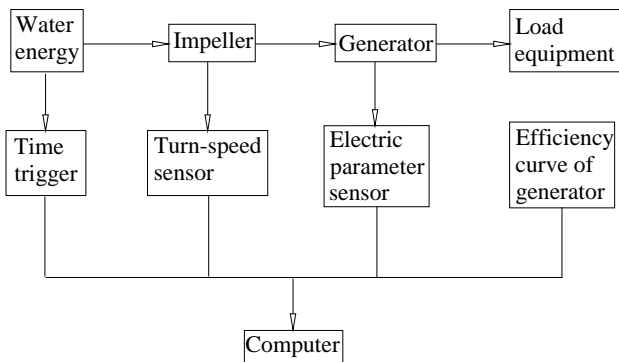 Water
energy
Impeller
Generator
Load
equipment
Time
trigger
Turn-speed
sensor
Electric
parameter
sensor
Efficiency
curve of
generator
Computer